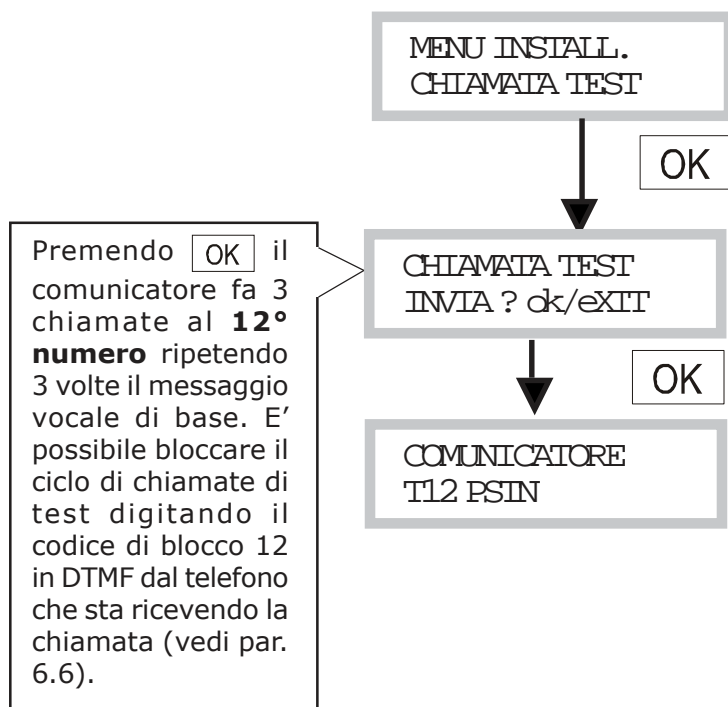 MENU INSTALL.
CHIAMATA TEST
OK
Premendo OK il
comunicatore fa 3
chiamate al 12°
numero ripetendo
3 volte il messaggio
vocale di base. E’
possibile bloccare il
ciclo di chiamate di
test digitando il
codice di blocco 12
in DTMF dal telefono
che sta ricevendo la
chiamata (vedi par.
6.6).
CHIAMATA TEST
INVIA ? ok/eXIT
OK
COMUNICATORE
T12 PSTN